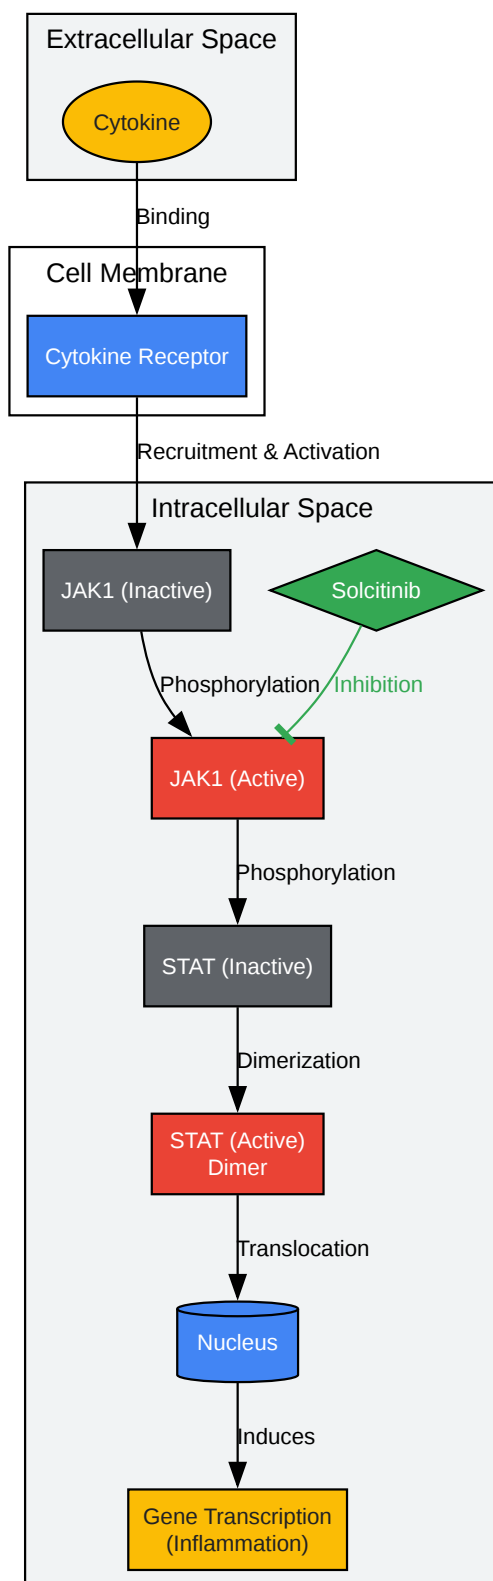 Extracellular Space
Cytokine
Binding
Cell Membrane
Cytokine Receptor
Recruitment & Activation
Intracellular Space
JAK1 (Inactive)
Solcitinib
Phosphorylation
Inhibition
JAK1 (Active)
Phosphorylation
STAT (Inactive)
Dimerization
STAT (Active)
Dimer
Translocation
Nucleus
Induces
Gene Transcription
(Inflammation)